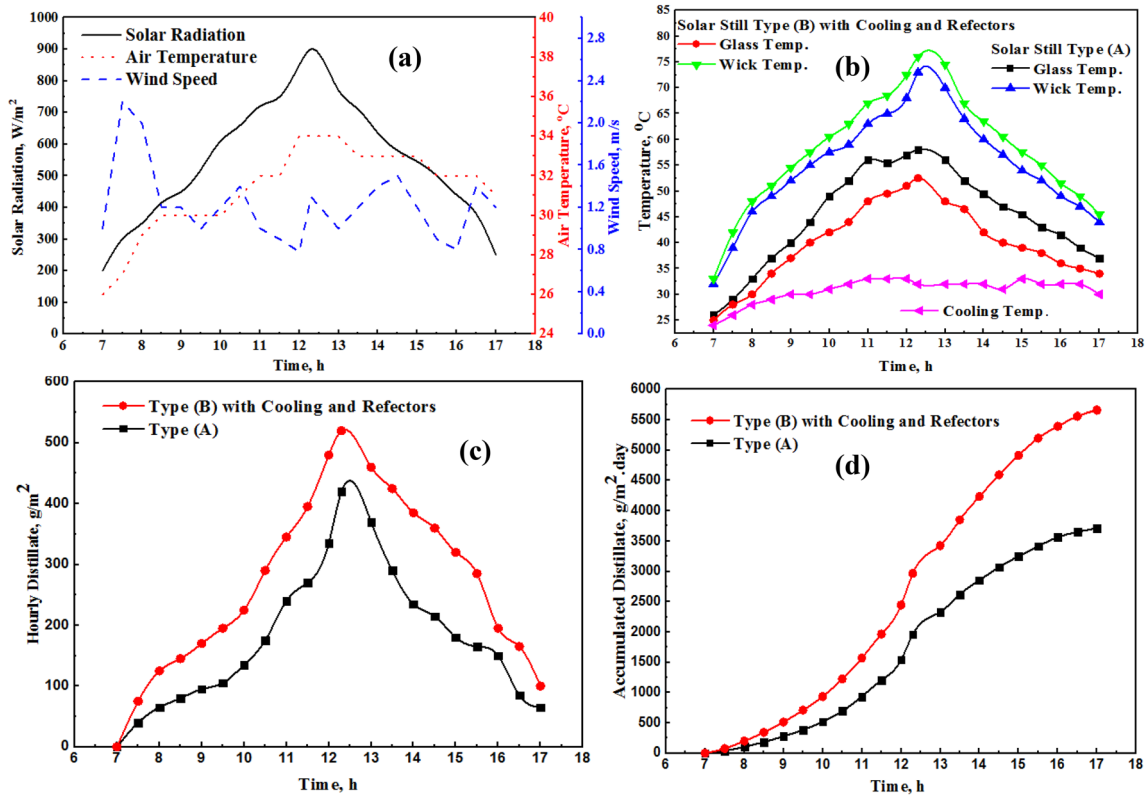 (a)
Solar Radiation
Air Temperature
Wind Speed
Solar Radiation, W/m2
1000
900
800
700
600
500
400
300
200
100
0
Air Temperature, oC
40
38
36
34
32
30
28
26
24
Wind Speed, m/s
2.8
2.4
2.0
1.6
1.2
0.8
0.4
0.0
6 7 8 9 10 11 12 13 14 15 16 17 18
Time, h
(b)
Solar Still Type (B) with Cooling and Refectors
Glass Temp.
Wick Temp.
Solar Still Type (A)
Glass Temp.
Wick Temp.
Cooling Temp.
Temperature, oC
85
80
75
70
65
60
55
50
45
40
35
30
25
6 7 8 9 10 11 12 13 14 15 16 17 18
Time, h
(c)
Type (B) with Cooling and Refectors
Type (A)
Hourly Distillate, g/m2
600
500
400
300
200
100
0
6 7 8 9 10 11 12 13 14 15 16 17 18
Time, h
(d)
Type (B) with Cooling and Refectors
Type (A)
Accumulated Distillate, g/m2.day
6000
5500
5000
4500
4000
3500
3000
2500
2000
1500
1000
500
0
6 7 8 9 10 11 12 13 14 15 16 17 18
Time, h